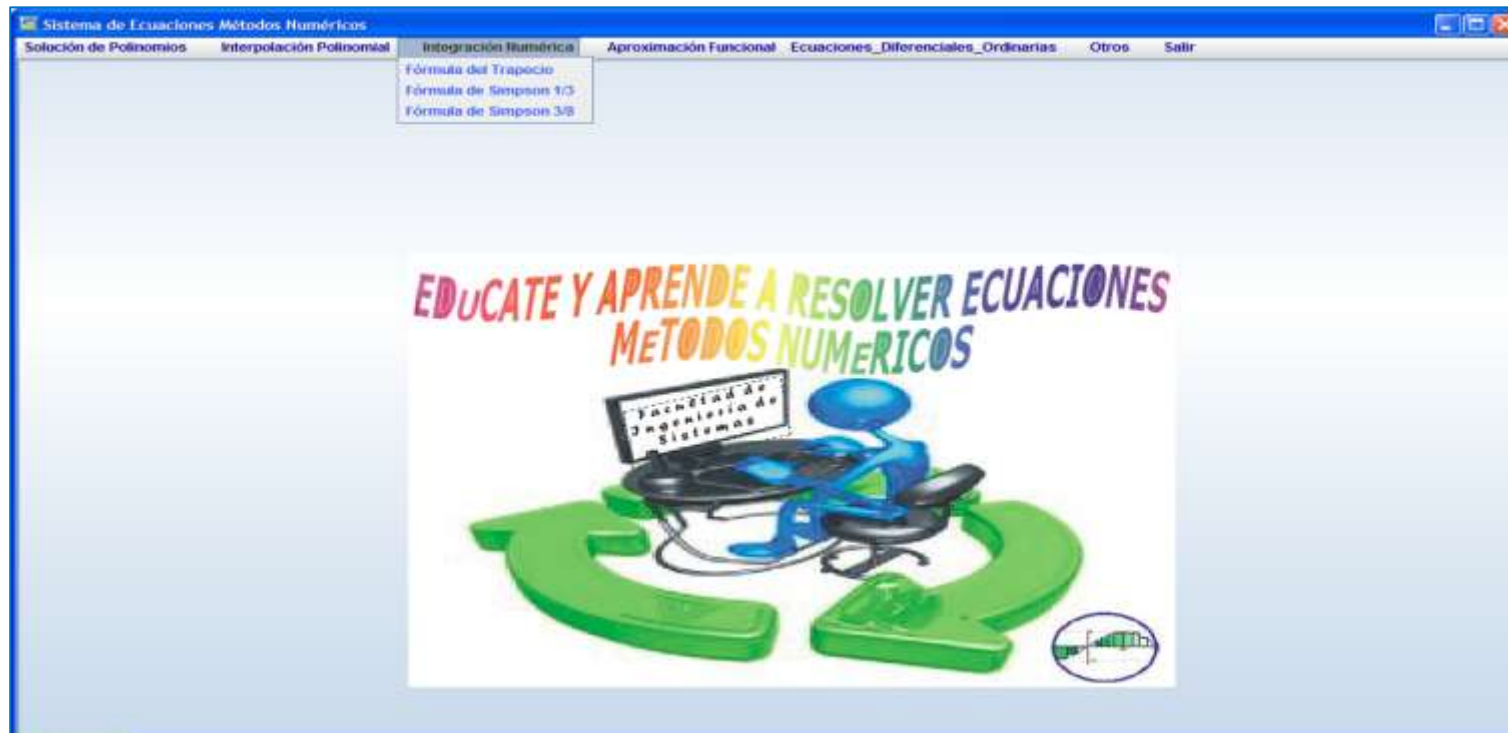 Sistema de Ecuaciones Métodos Numéricos
Solución de Polinomios Interpolación Polinomial Integración Numérica Aproximación Funcional Ecuaciones_Diferenciales_Ordinarias Otros Salir
Fórmula del Trapecio
Fórmula de Simpson 1/3
Fórmula de Simpson 3/8
EDUCATE Y APRENDE A RESOLVER ECUACIONES
METODOS NUMERICOS
Facultad de
Ingeniería de
Sistemas